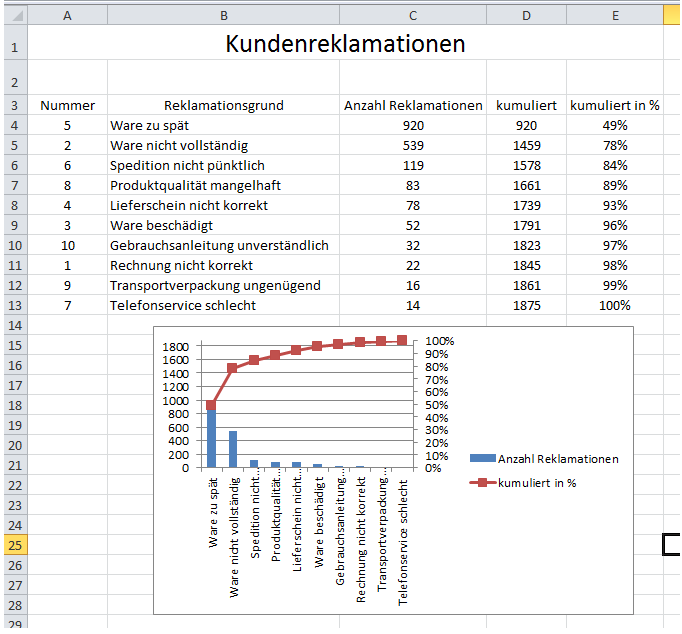 A B C D E
1 Kundenreklamationen
2
3 Nummer Reklamationsgrund Anzahl Reklamationen kumuliert kumuliert in %
4 5 Ware zu spät 920 920 49%
5 2 Ware nicht vollständig 539 1459 78%
6 6 Spedition nicht pünktlich 119 1578 84%
7 8 Produktqualität mangelhaft 83 1661 89%
8 4 Lieferschein nicht korrekt 78 1739 93%
9 3 Ware beschädigt 52 1791 96%
10 10 Gebrauchsanleitung unverständlich 32 1823 97%
11 1 Rechnung nicht korrekt 22 1845 98%
12 9 Transportverpackung ungenügend 16 1861 99%
13 7 Telefonservice schlecht 14 1875 100%
14
15
16
17
18
19
20
21
22
23
24
25
26
27
28
29
1800
1600
1400
1200
1000
800
600
400
200
0
100%
90%
80%
70%
60%
50%
40%
30%
20%
10%
0%
Ware zu spät
Ware nicht vollständig
Spedition nicht...
Produktqualität...
Lieferschein nicht...
Ware beschädigt
Gebrauchsanleitung...
Rechnung nicht korrekt
Transportverpackung...
Telefonservice schlecht
Anzahl Reklamationen
kumuliert in %